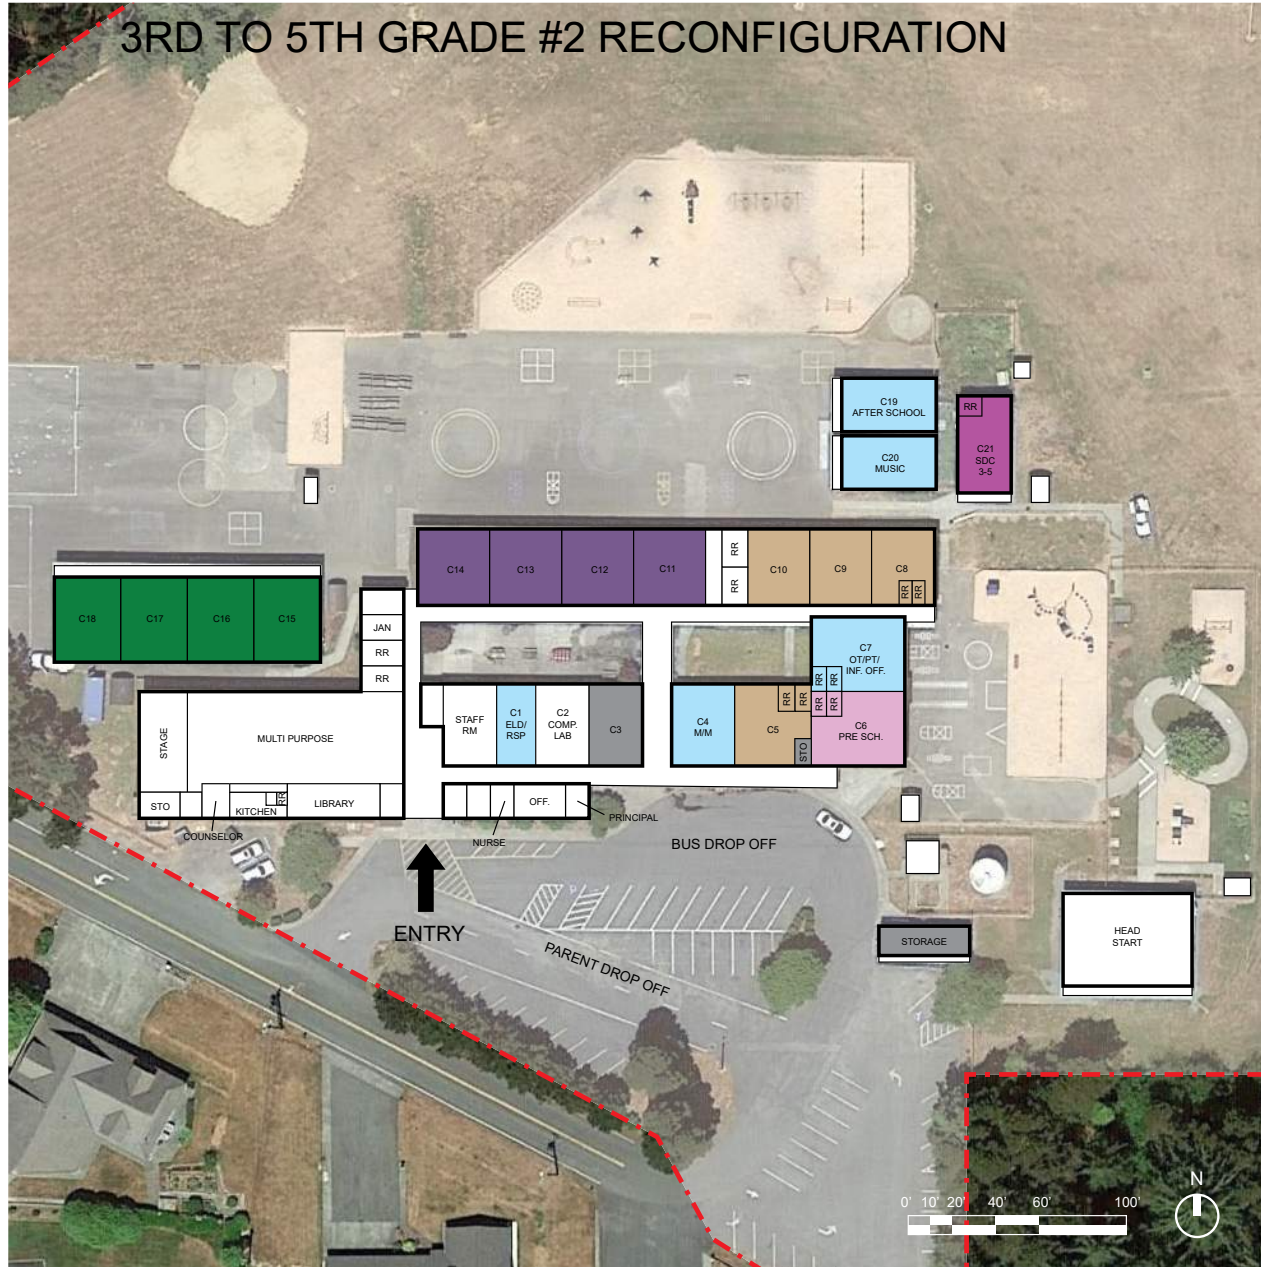 3RD TO 5TH GRADE #2 RECONFIGURATION
C19
AFTER SCHOOL
C20
MUSIC
RR
C21
SDC
3-5
C14
C13
C12
C11
RR
RR
C10
C9
C8
RR
RR
C18
C17
C16
C15
JAN
RR
RR
C7
OT/PT/
INF. OFF.
RR
RR
RR
RR
C6
PRE SCH.
STAGE
MULTI PURPOSE
STAFF
RM
C1
ELD/
RSP
C2
COMP.
LAB
C3
C4
M/M
C5
RR
RR
STO
STO
KITCHEN
RR
LIBRARY
COUNSELOR
OFF.
NURSE
PRINCIPAL
BUS DROP OFF
ENTRY
PARENT DROP OFF
STORAGE
HEAD
START
N
0' 10' 20' 40' 60' 100'